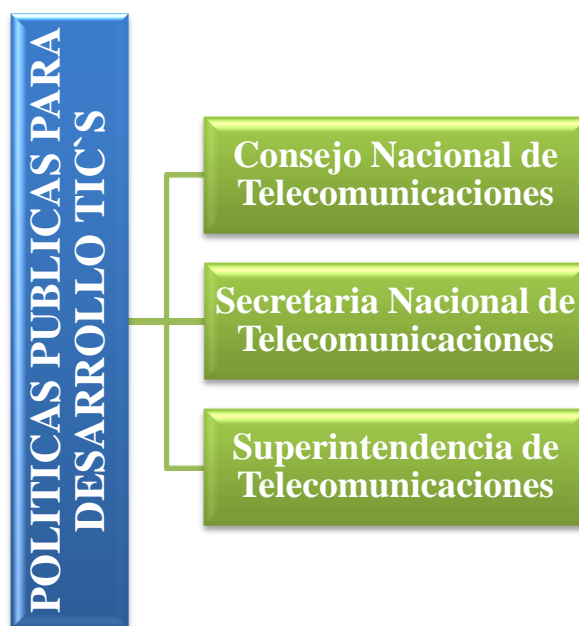 POLITICAS PUBLICAS PARA
DESARROLLO TIC`S
Consejo Nacional de
Telecomunicaciones
Secretaria Nacional de
Telecomunicaciones
Superintendencia de
Telecomunicaciones